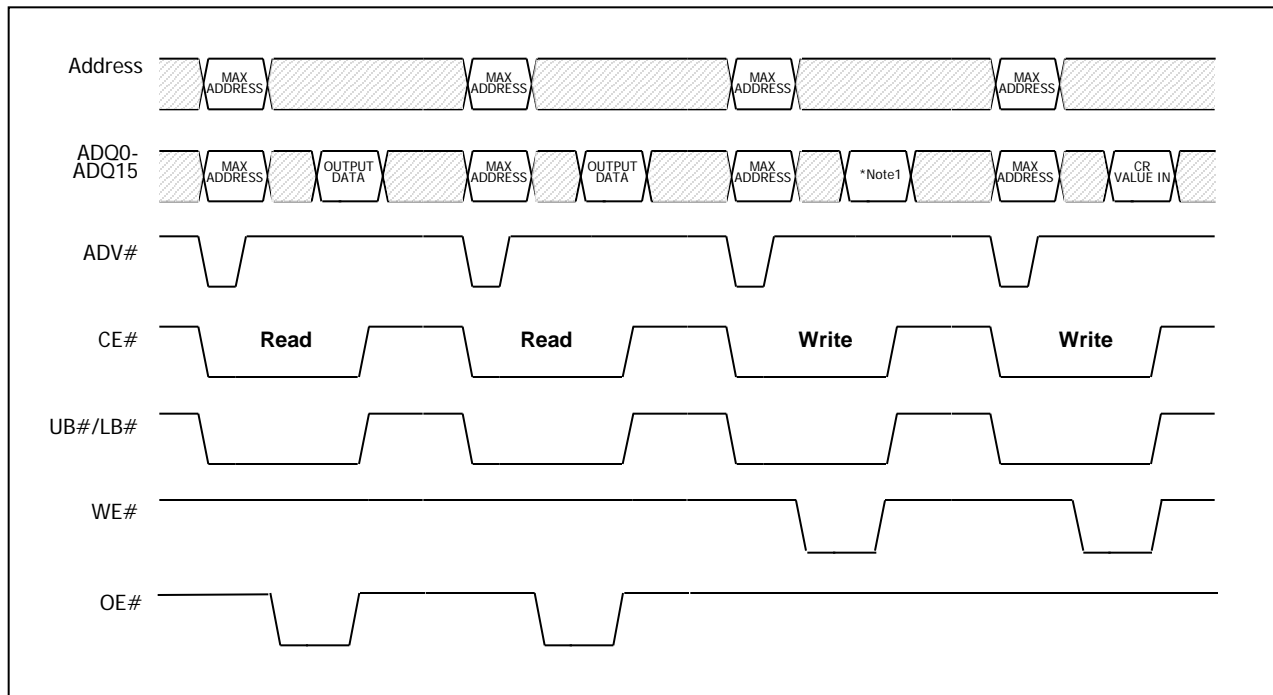 Address
MAX
ADDRESS
MAX
ADDRESS
MAX
ADDRESS
MAX
ADDRESS
ADQ0-
ADQ15
MAX
ADDRESS
OUTPUT
DATA
MAX
ADDRESS
OUTPUT
DATA
MAX
ADDRESS
*Note1
MAX
ADDRESS
CR
VALUE IN
ADV#
CE#
Read
Read
Write
Write
UB#/LB#
WE#
OE#